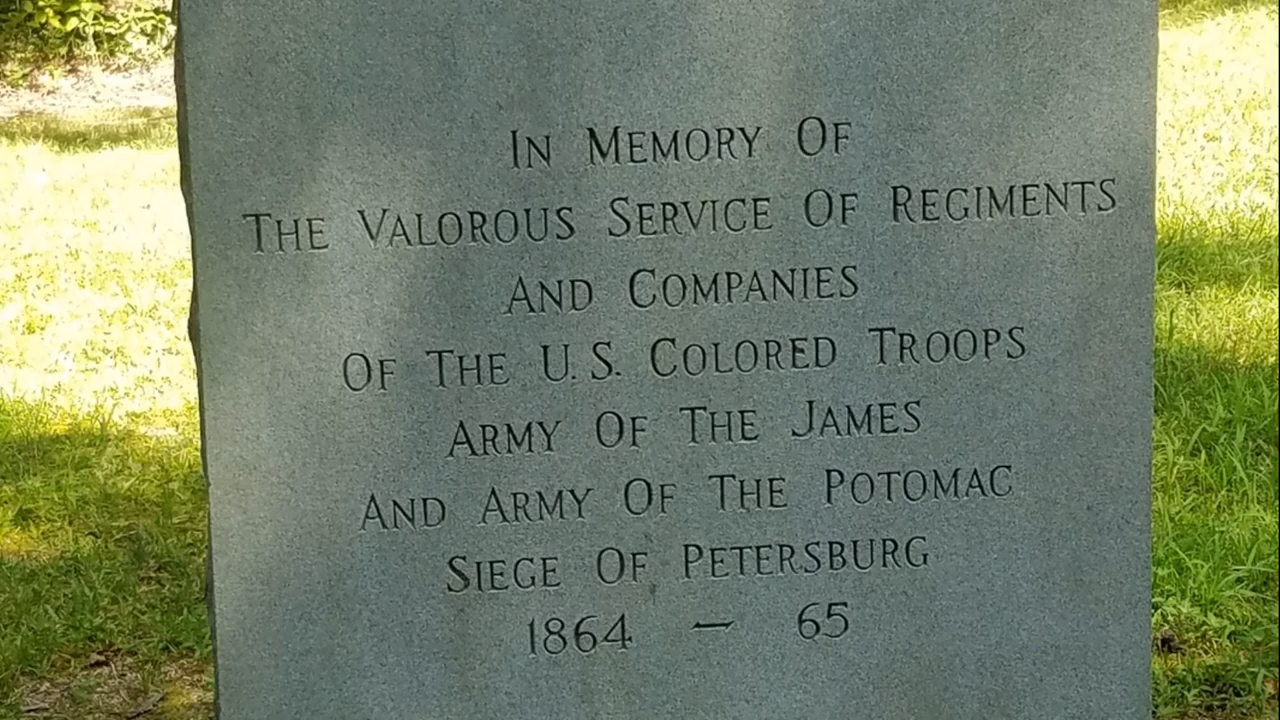 In Memory Of
The Valorous Service Of Regiments
And Companies
Of The U.S. Colored Troops
Army Of The James
And Army Of The Potomac
Siege Of Petersburg
1864 — 65